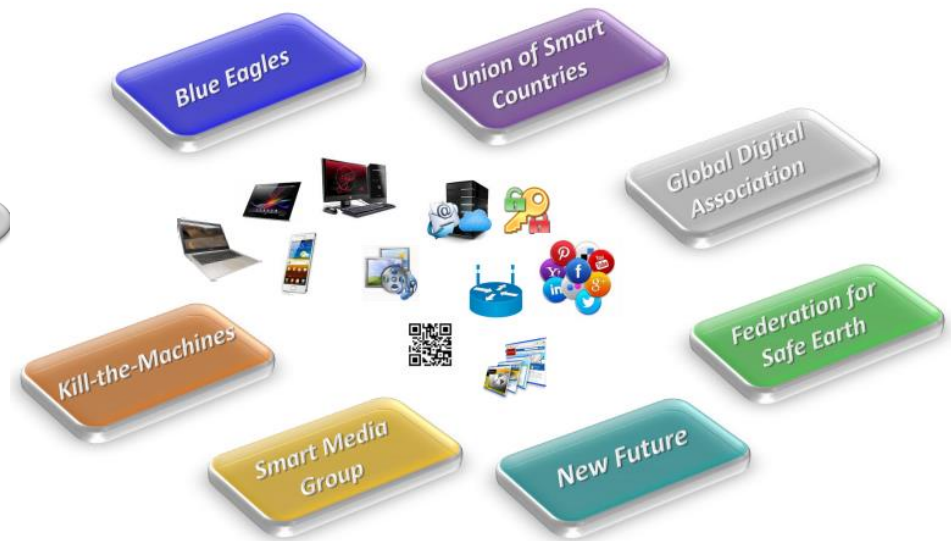 Blue Eagles
Union of Smart
Countries
Global Digital
Association
Federation for
Safe Earth
New Future
Smart Media
Group
Kill-the-Machines